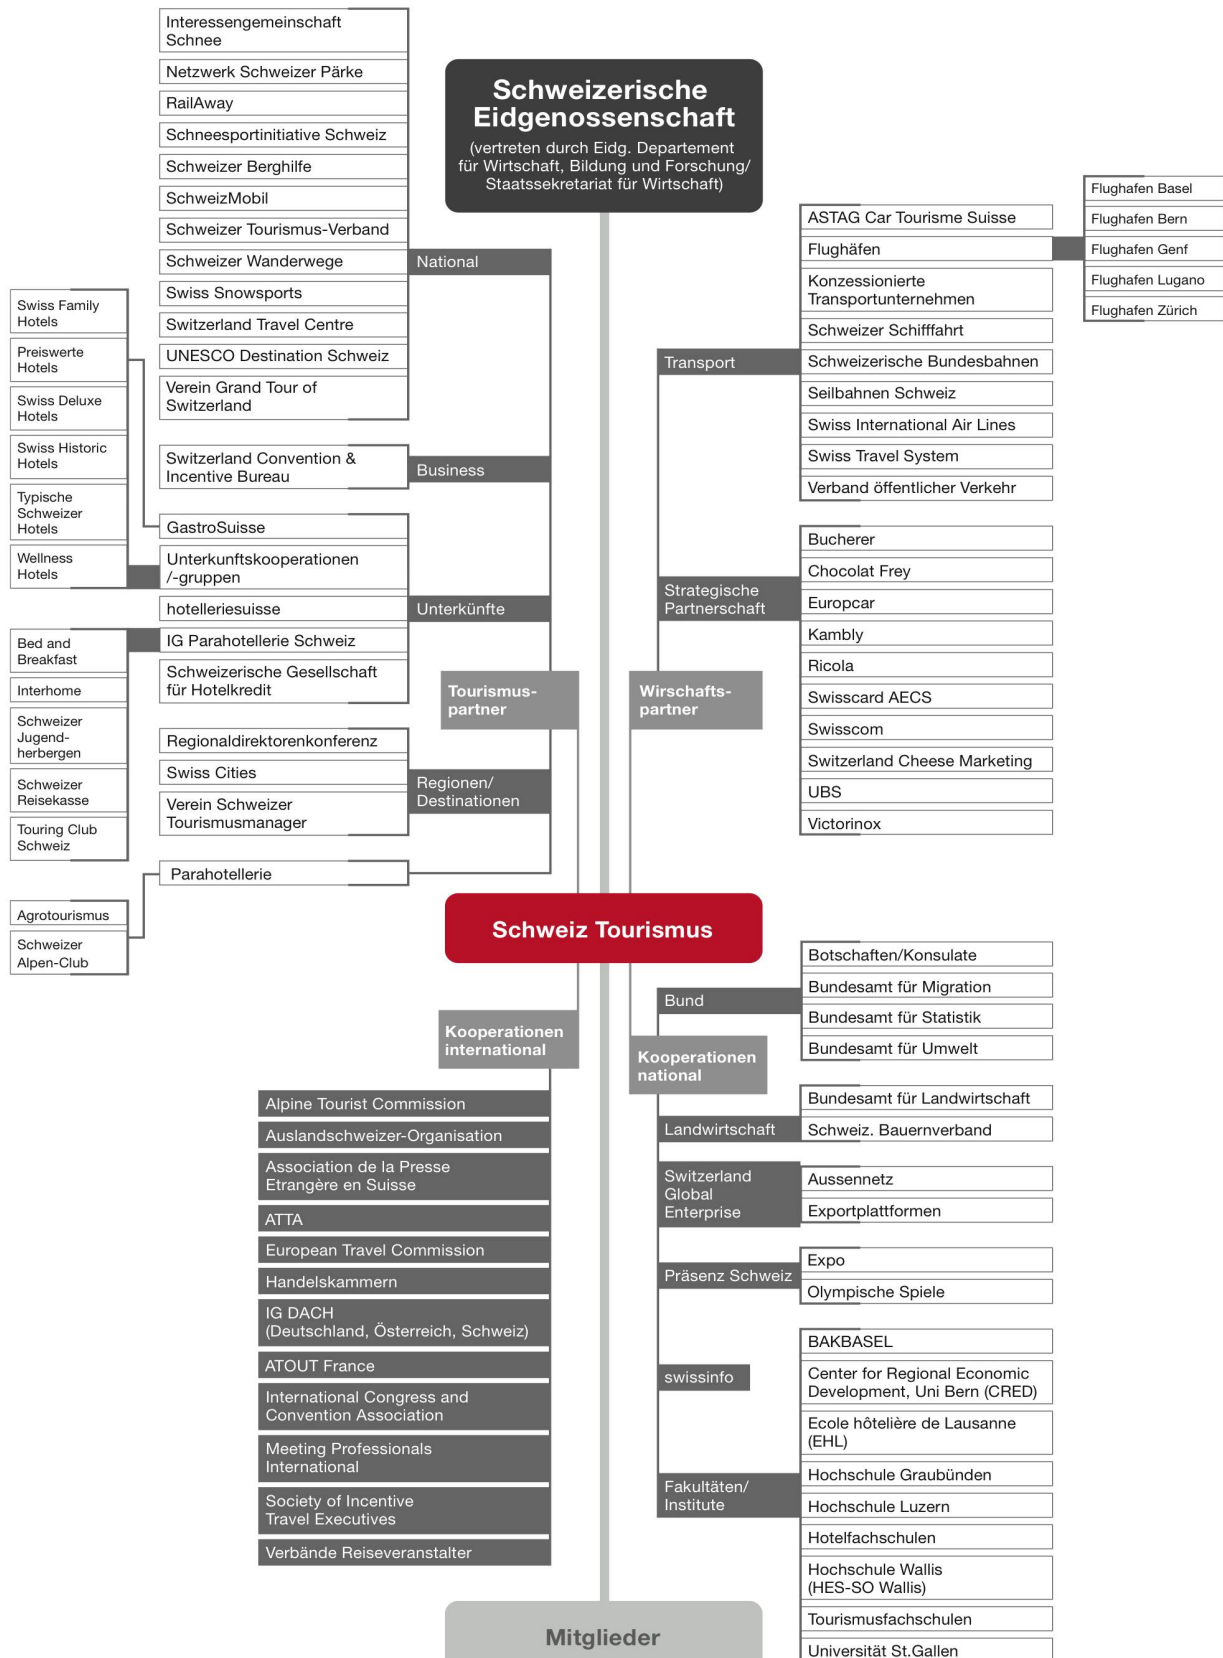 Schweizerische
Eidgenossenschaft
(vertreten durch Eidg. Departement
für Wirtschaft, Bildung und Forschung/
Staatssekretariat für Wirtschaft)
Interessengemeinschaft
Schnee
Netzwerk Schweizer Pärke
RailAway
Schneesportinitiative Schweiz
Schweizer Berghilfe
SchweizMobil
Schweizer Tourismus-Verband
Schweizer Wanderwege
Swiss Snowsports
Switzerland Travel Centre
UNESCO Destination Schweiz
Verein Grand Tour of
Switzerland
National
Switzerland Convention &
Incentive Bureau
Business
GastroSuisse
Unterkunftskooperationen
/-gruppen
hotelleriesuisse
IG Parahotellerie Schweiz
Schweizerische Gesellschaft
für Hotelkredit
Unterkünfte
Swiss Family
Hotels
Preiswerte
Hotels
Swiss Deluxe
Hotels
Swiss Historic
Hotels
Typische
Schweizer
Hotels
Wellness
Hotels
Bed and
Breakfast
Interhome
Schweizer
Jugend-
herbergen
Schweizer
Reisekasse
Touring Club
Schweiz
Regionaldirektorenkonferenz
Swiss Cities
Verein Schweizer
Tourismusmanager
Regionen/
Destinationen
Parahotellerie
Agrotourismus
Schweizer
Alpen-Club
Tourismus-
partner
Wirschafts-
partner
Transport
ASTAG Car Tourisme Suisse
Flughäfen
Konzessionierte
Transportunternehmen
Schweizer Schifffahrt
Schweizerische Bundesbahnen
Seilbahnen Schweiz
Swiss International Air Lines
Swiss Travel System
Verband öffentlicher Verkehr
Flughafen Basel
Flughafen Bern
Flughafen Genf
Flughafen Lugano
Flughafen Zürich
Strategische
Partnerschaft
Bucherer
Chocolat Frey
Europcar
Kambly
Ricola
Swisscard AECS
Swisscom
Switzerland Cheese Marketing
UBS
Victorinox
Schweiz Tourismus
Kooperationen
international
Alpine Tourist Commission
Auslandschweizer-Organisation
Association de la Presse
Etrangère en Suisse
ATTA
European Travel Commission
Handelskammern
IG DACH
(Deutschland, Österreich, Schweiz)
ATOUT France
International Congress and
Convention Association
Meeting Professionals
International
Society of Incentive
Travel Executives
Verbände Reiseveranstalter
Kooperationen
national
Bund
Botschaften/Konsulate
Bundesamt für Migration
Bundesamt für Statistik
Bundesamt für Umwelt
Landwirtschaft
Bundesamt für Landwirtschaft
Schweiz. Bauernverband
Switzerland
Global
Enterprise
Aussennetz
Exportplattformen
Präsenz Schweiz
Expo
Olympische Spiele
swissinfo
Fakultäten/
Institute
BAKBASEL
Center for Regional Economic
Development, Uni Bern (CRED)
Ecole hôtelière de Lausanne
(EHL)
Hochschule Graubünden
Hochschule Luzern
Hotelfachschulen
Hochschule Wallis
(HES-SO Wallis)
Tourismusfachschulen
Universität St.Gallen
Mitglieder